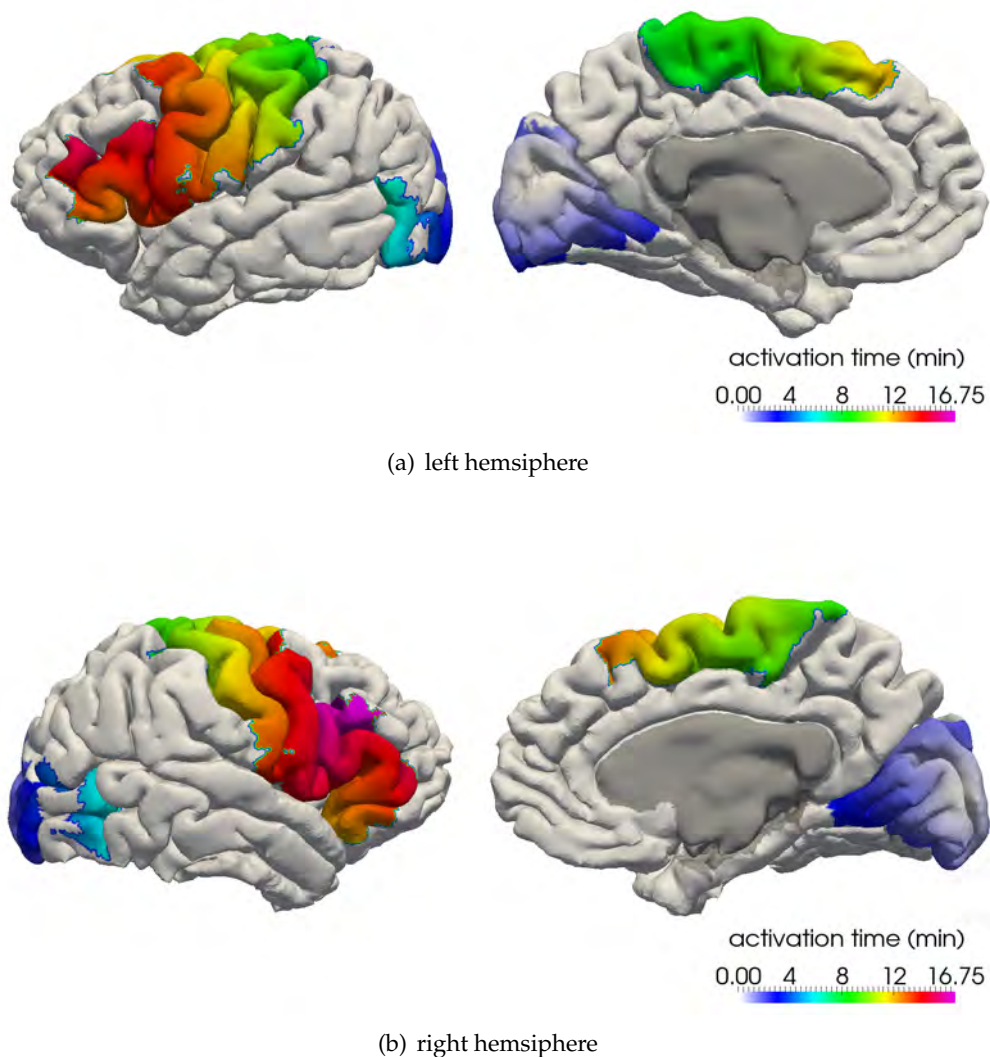 activation time (min)
0.00 4 8 12 16.75
(a) left hemsiphere
activation time (min)
0.00 4 8 12 16.75
(b) right hemsiphere